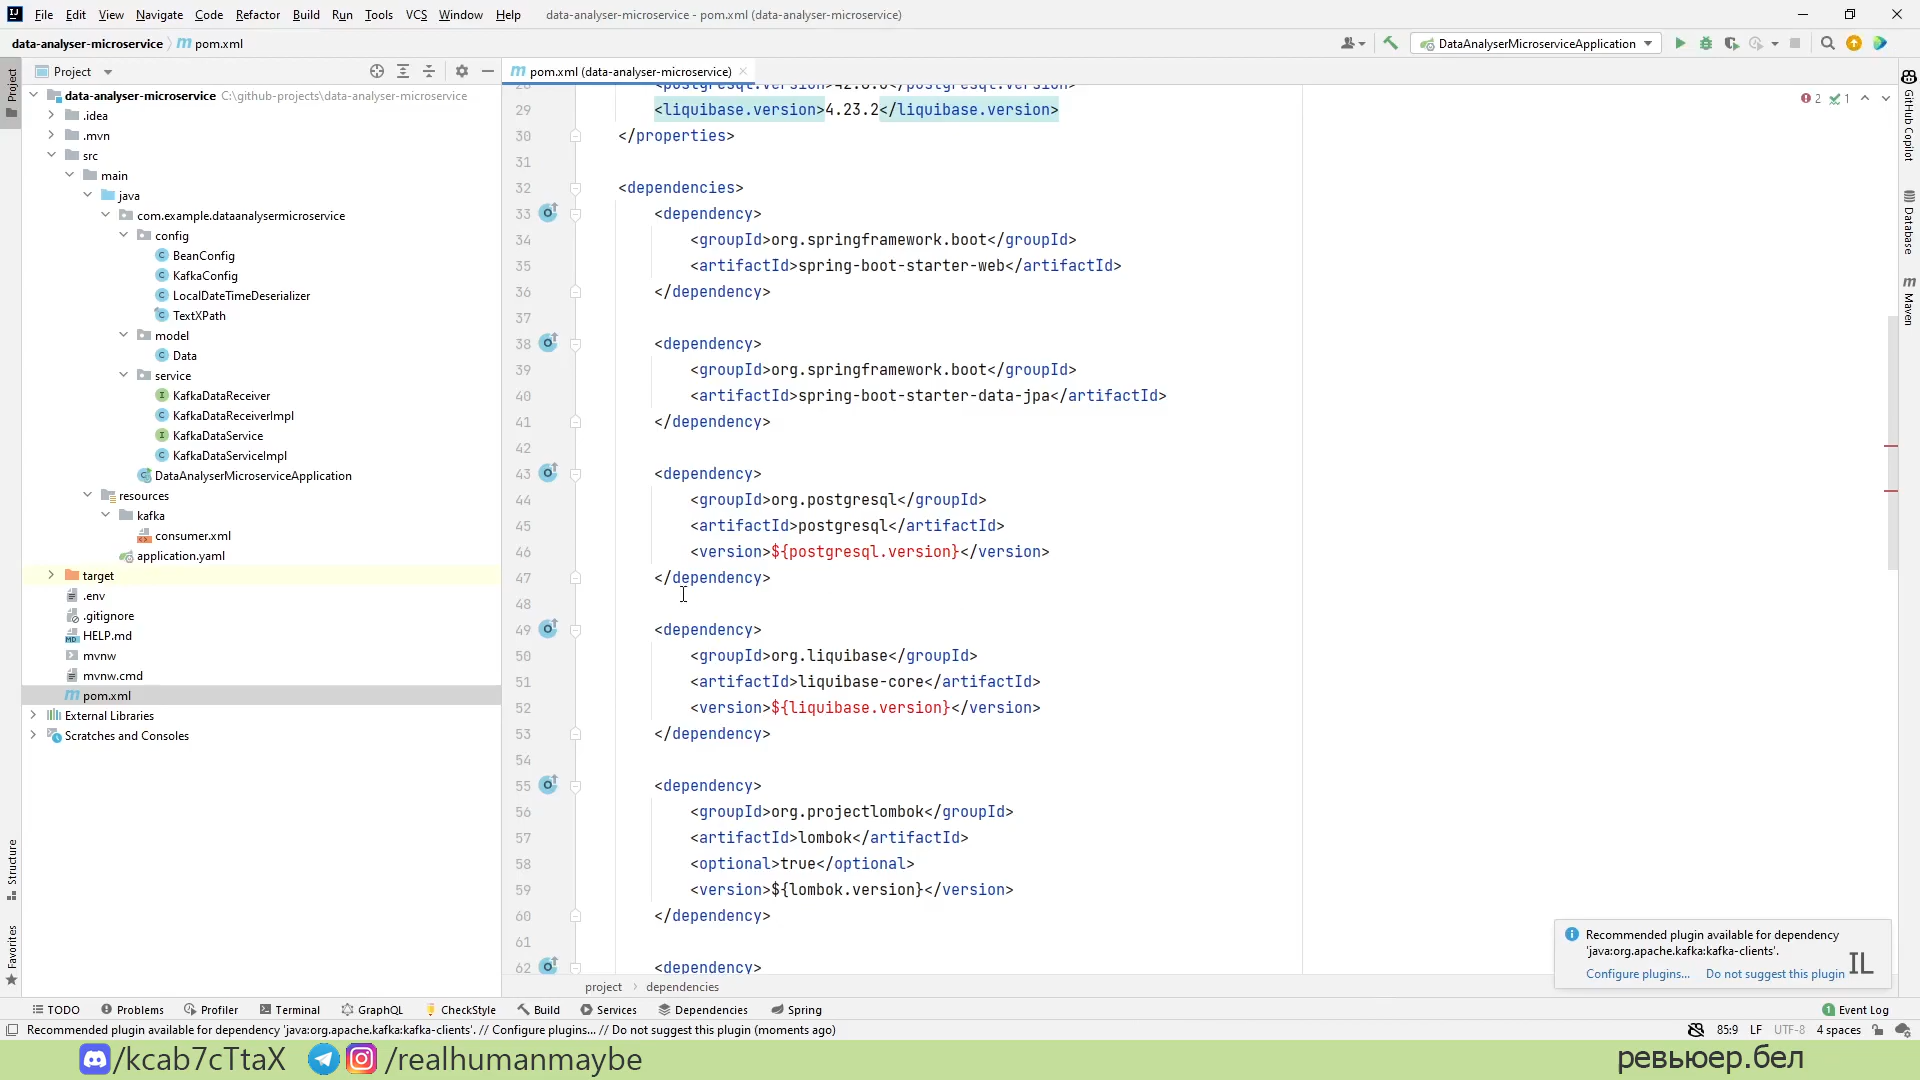 File Edit View Navigate Code Refactor Build Run Tools VCS Window Help data-analyser-microservice - pom.xml (data-analyser-microservice)
data-analyser-microservice pom.xml DataAnalyserMicroserviceApplication
Project pom.xml (data-analyser-microservice)
data-analyser-microservice C:\github-projects\data-analyser-microservice
.idea
.mvn
src
main
java
com.example.dataanalysermicroservice
config
BeanConfig
KafkaConfig
LocalDateTimeDeserializer
TextXPath
model
Data
service
KafkaDataReceiver
KafkaDataReceiverImpl
KafkaDataService
KafkaDataServiceImpl
DataAnalyserMicroserviceApplication
resources
kafka
consumer.xml
application.yaml
target
.env
.gitignore
HELP.md
mvnw
mvnw.cmd
pom.xml
External Libraries
Scratches and Consoles
Project
Structure
Favorites
29 <liquibase.version>4.23.2</liquibase.version>
30 </properties>
31
32 <dependencies>
33 <dependency>
34 <groupId>org.springframework.boot</groupId>
35 <artifactId>spring-boot-starter-web</artifactId>
36 </dependency>
37
38 <dependency>
39 <groupId>org.springframework.boot</groupId>
40 <artifactId>spring-boot-starter-data-jpa</artifactId>
41 </dependency>
42
43 <dependency>
44 <groupId>org.postgresql</groupId>
45 <artifactId>postgresql</artifactId>
46 <version>${postgresql.version}</version>
47 </dependency>
48
49 <dependency>
50 <groupId>org.liquibase</groupId>
51 <artifactId>liquibase-core</artifactId>
52 <version>${liquibase.version}</version>
53 </dependency>
54
55 <dependency>
56 <groupId>org.projectlombok</groupId>
57 <artifactId>lombok</artifactId>
58 <optional>true</optional>
59 <version>${lombok.version}</version>
60 </dependency>
61
62 <dependency>
2 1
GitHub Copilot
Database
Maven
Recommended plugin available for dependency
'java:org.apache.kafka:kafka-clients'.
Configure plugins... Do not suggest this plugin
IL
project dependencies
TODO Problems Profiler Terminal GraphQL CheckStyle Build Services Dependencies Spring 1 Event Log
Recommended plugin available for dependency 'java:org.apache.kafka:kafka-clients'. // Configure plugins... // Do not suggest this plugin (moments ago) 85:9 LF UTF-8 4 spaces
/kcab7cTtaX /realhumanmaybe ревьюер.бел